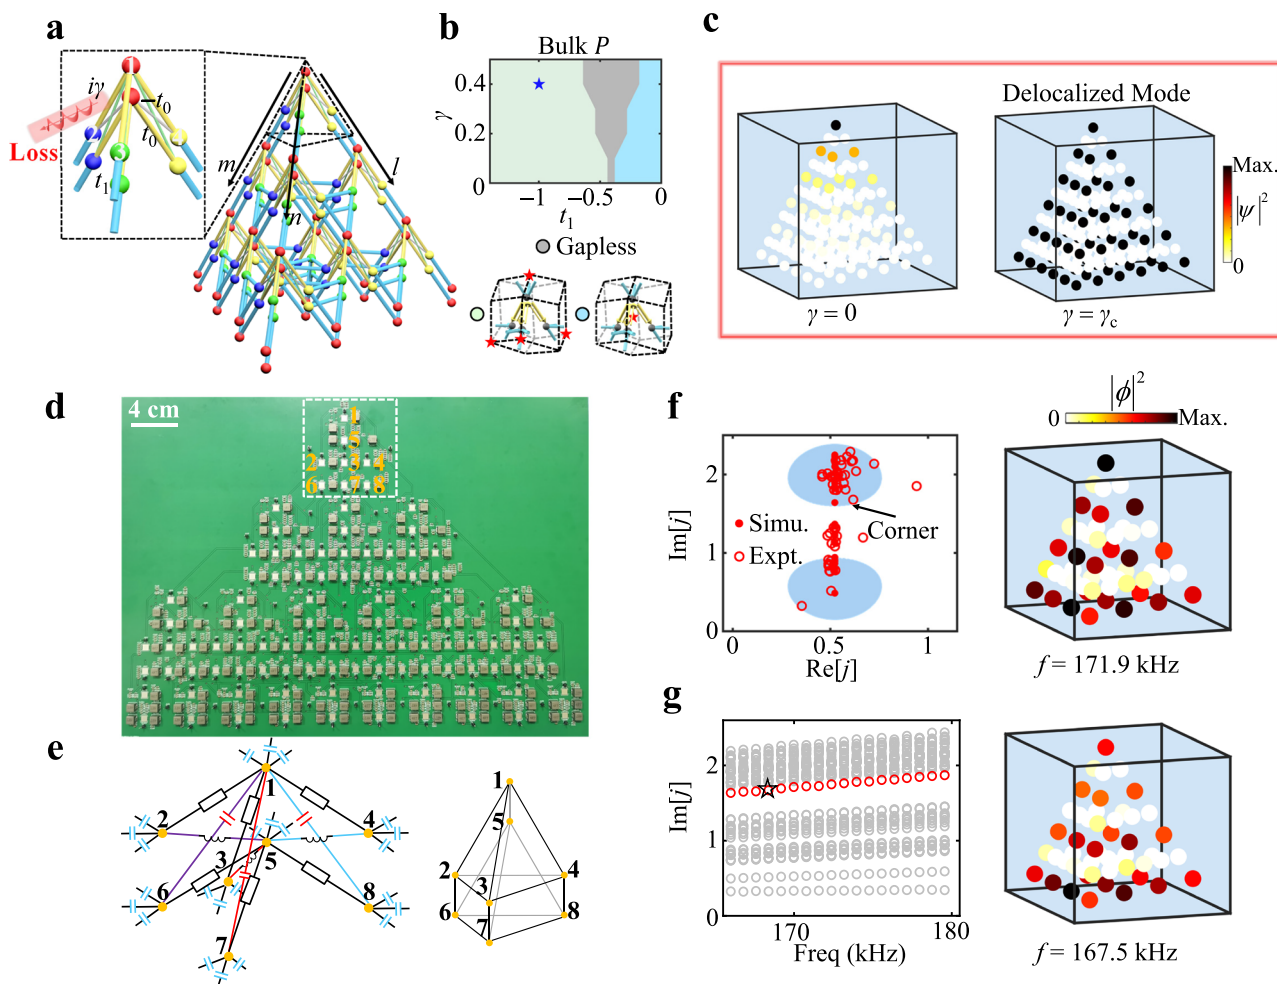 a
1
iγ
−t₀
t₀
2
3
4
Loss
t₁
m
n
l
b
Bulk P
γ
0.4
0.2
0
−1
−0.5
0
t₁
Gapless
c
Delocalized Mode
γ = 0
γ = γc
Max.
|ψ|²
0
d
4 cm
1
5
2
3
4
6
7
8
e
1
2
3
4
5
6
7
8
1
5
2
3
4
6
7
8
f
Im[j]
2
1
0
Simu.
Expt.
Corner
0
0.5
1
Re[j]
|ϕ|²
0
Max.
f = 171.9 kHz
g
Im[j]
2
1
0
170
180
Freq (kHz)
f = 167.5 kHz